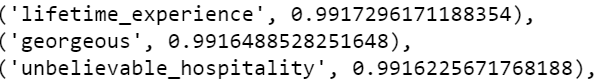 ('lifetime_experience', 0.9917296171188354),
('georgeous', 0.9916488528251648),
('unbelievable_hospitality', 0.9916225671768188),